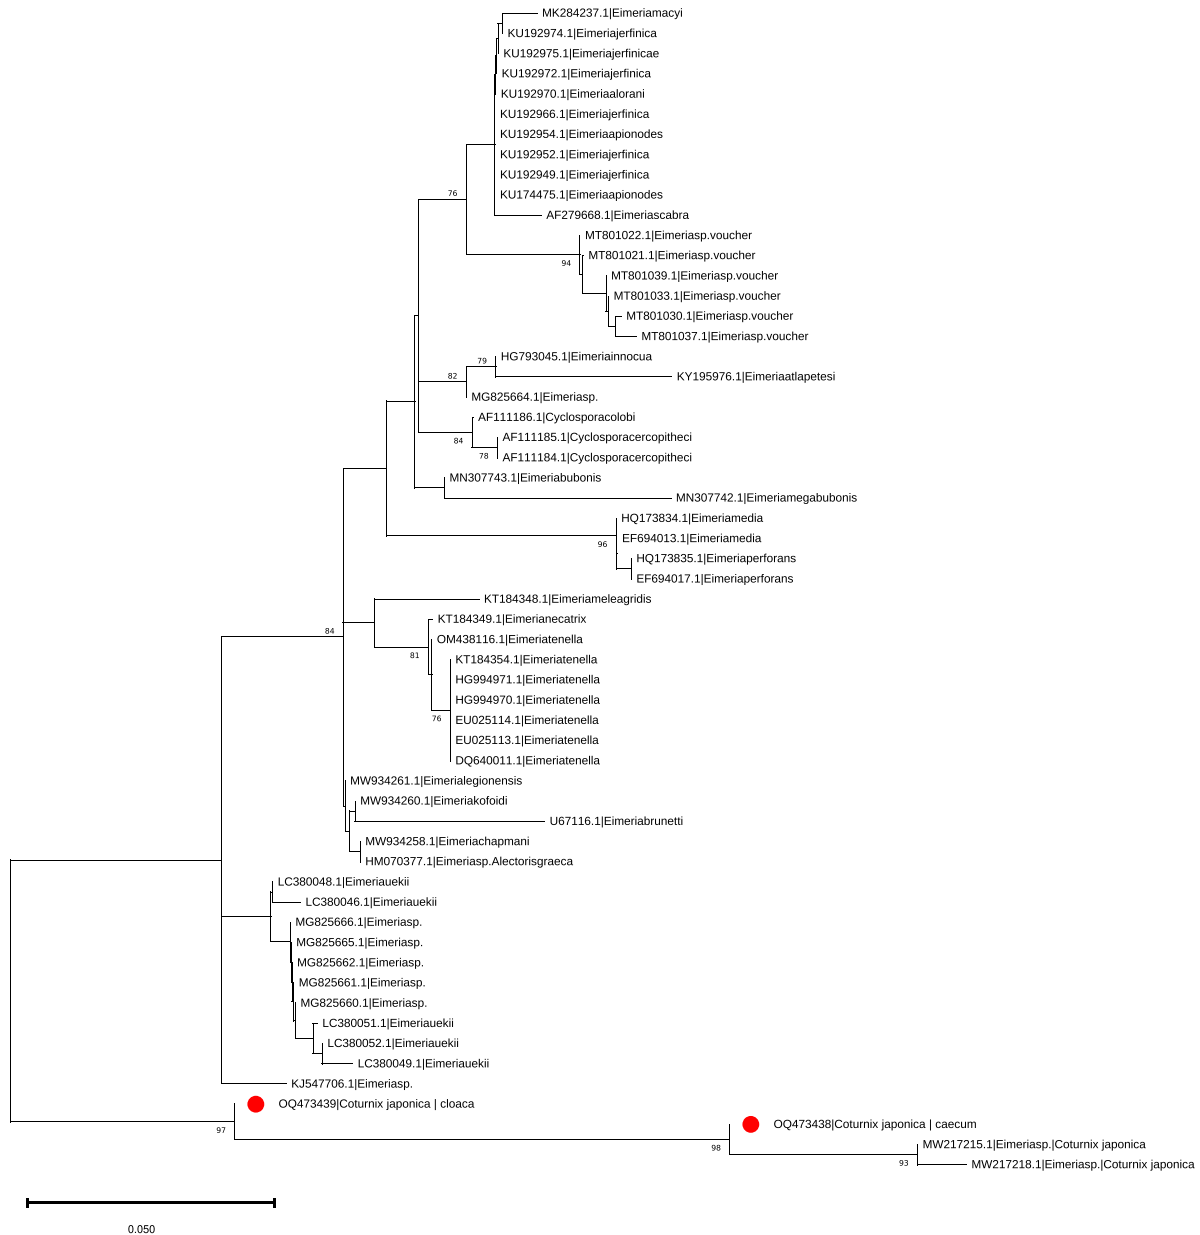 MK284237.1|Eimeriamacyi
KU192974.1|Eimeriajerfinica
KU192975.1|Eimeriajerfinicae
KU192972.1|Eimeriajerfinica
KU192970.1|Eimeriaalorani
KU192966.1|Eimeriajerfinica
KU192954.1|Eimeriaapionodes
KU192952.1|Eimeriajerfinica
KU192949.1|Eimeriajerfinica
76
KU174475.1|Eimeriaapionodes
AF279668.1|Eimeriascabra
MT801022.1|Eimeriasp.voucher
MT801021.1|Eimeriasp.voucher
94
MT801039.1|Eimeriasp.voucher
MT801033.1|Eimeriasp.voucher
MT801030.1|Eimeriasp.voucher
MT801037.1|Eimeriasp.voucher
HG793045.1|Eimeriainnocua
79
82
KY195976.1|Eimeriaatlapetesi
MG825664.1|Eimeriasp.
AF111186.1|Cyclosporacolobi
84
AF111185.1|Cyclosporacercopitheci
78
AF111184.1|Cyclosporacercopitheci
MN307743.1|Eimeriabubonis
MN307742.1|Eimeriamegabubonis
HQ173834.1|Eimeriamedia
EF694013.1|Eimeriamedia
96
HQ173835.1|Eimeriaperforans
EF694017.1|Eimeriaperforans
KT184348.1|Eimeriameleagridis
KT184349.1|Eimerianecatrix
84
OM438116.1|Eimeriatenella
81
KT184354.1|Eimeriatenella
HG994971.1|Eimeriatenella
HG994970.1|Eimeriatenella
76
EU025114.1|Eimeriatenella
EU025113.1|Eimeriatenella
DQ640011.1|Eimeriatenella
MW934261.1|Eimerialegionensis
MW934260.1|Eimeriakofoidi
U67116.1|Eimeriabrunetti
MW934258.1|Eimeriachapmani
HM070377.1|Eimeriasp.Alectorisgraeca
LC380048.1|Eimeriauekii
LC380046.1|Eimeriauekii
MG825666.1|Eimeriasp.
MG825665.1|Eimeriasp.
MG825662.1|Eimeriasp.
MG825661.1|Eimeriasp.
MG825660.1|Eimeriasp.
LC380051.1|Eimeriauekii
LC380052.1|Eimeriauekii
LC380049.1|Eimeriauekii
KJ547706.1|Eimeriasp.
OQ473439|Coturnix japonica | cloaca
97
OQ473438|Coturnix japonica | caecum
98
MW217215.1|Eimeriasp.|Coturnix japonica
93
MW217218.1|Eimeriasp.|Coturnix japonica
0.050